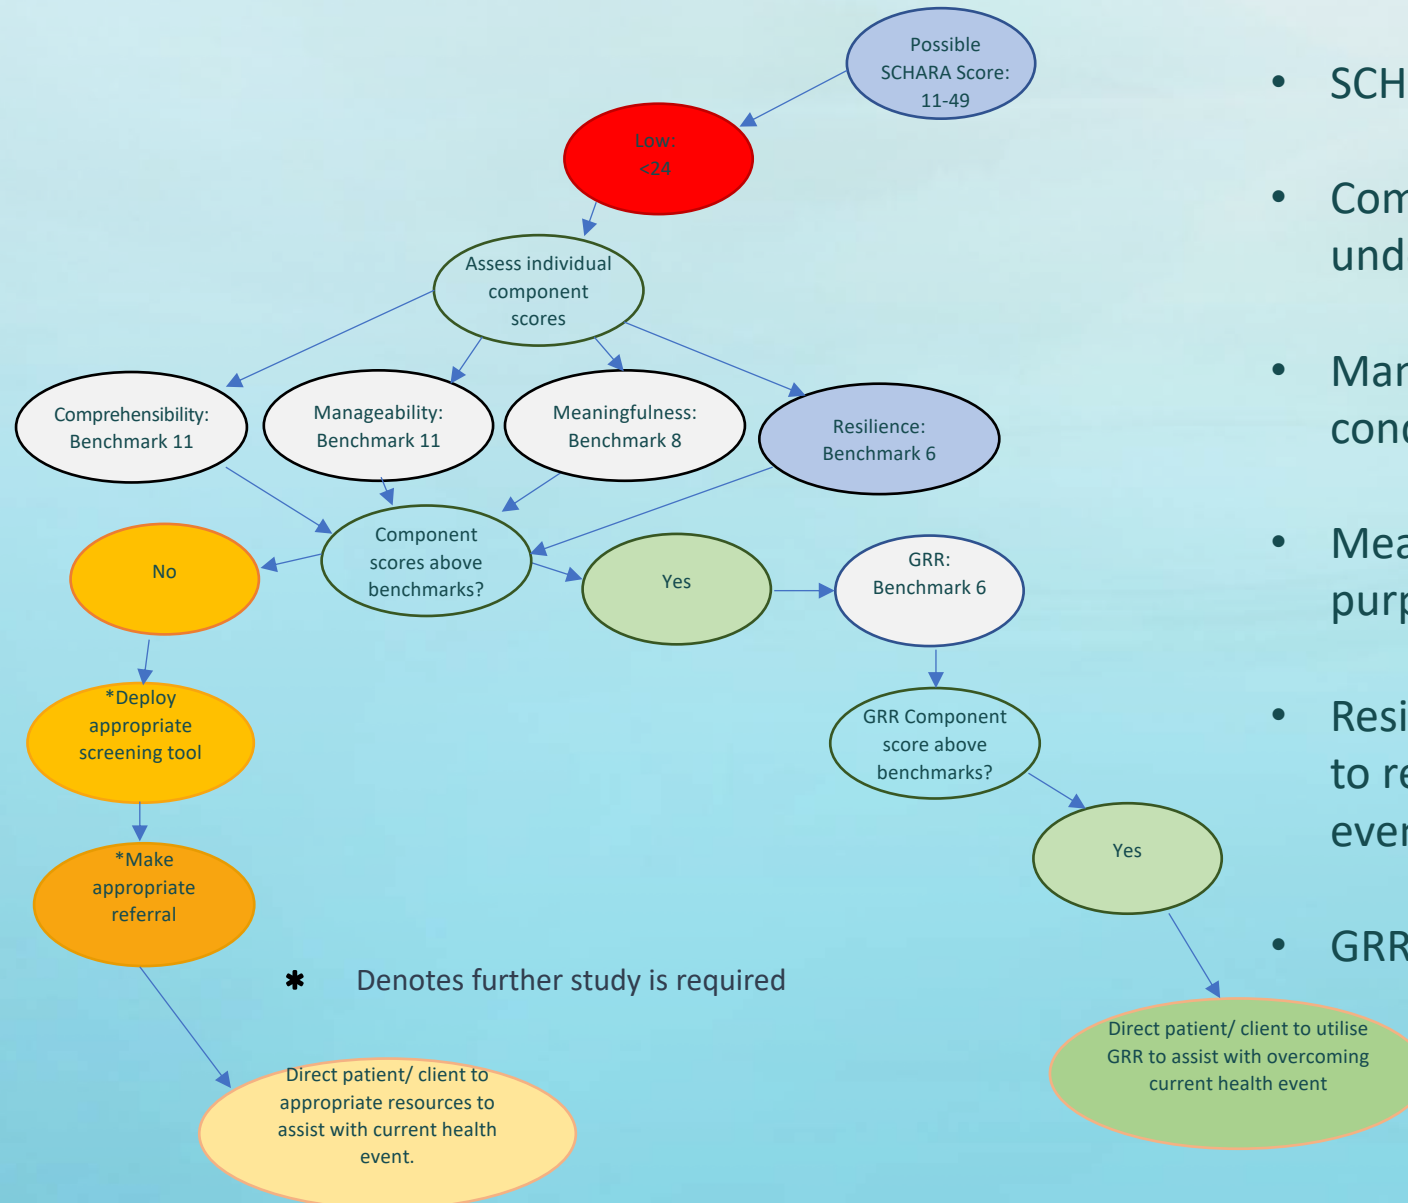 Possible
SCHARA Score:
11-49
Low:
<24
Assess individual
component
scores
Comprehensibility:
Benchmark 11
Manageability:
Benchmark 11
Meaningfulness:
Benchmark 8
Resilience:
Benchmark 6
Component
scores above
benchmarks?
No
Yes
GRR:
Benchmark 6
*Deploy
appropriate
screening tool
GRR Component
score above
benchmarks?
*Make
appropriate
referral
Yes
✱ Denotes further study is required
Direct patient/ client to
appropriate resources to
assist with current health
event.
Direct patient/ client to utilise
GRR to assist with overcoming
current health event
• SCH
• Com
und
•
• Mea
purp
• Resi
to re
ever
• GRR